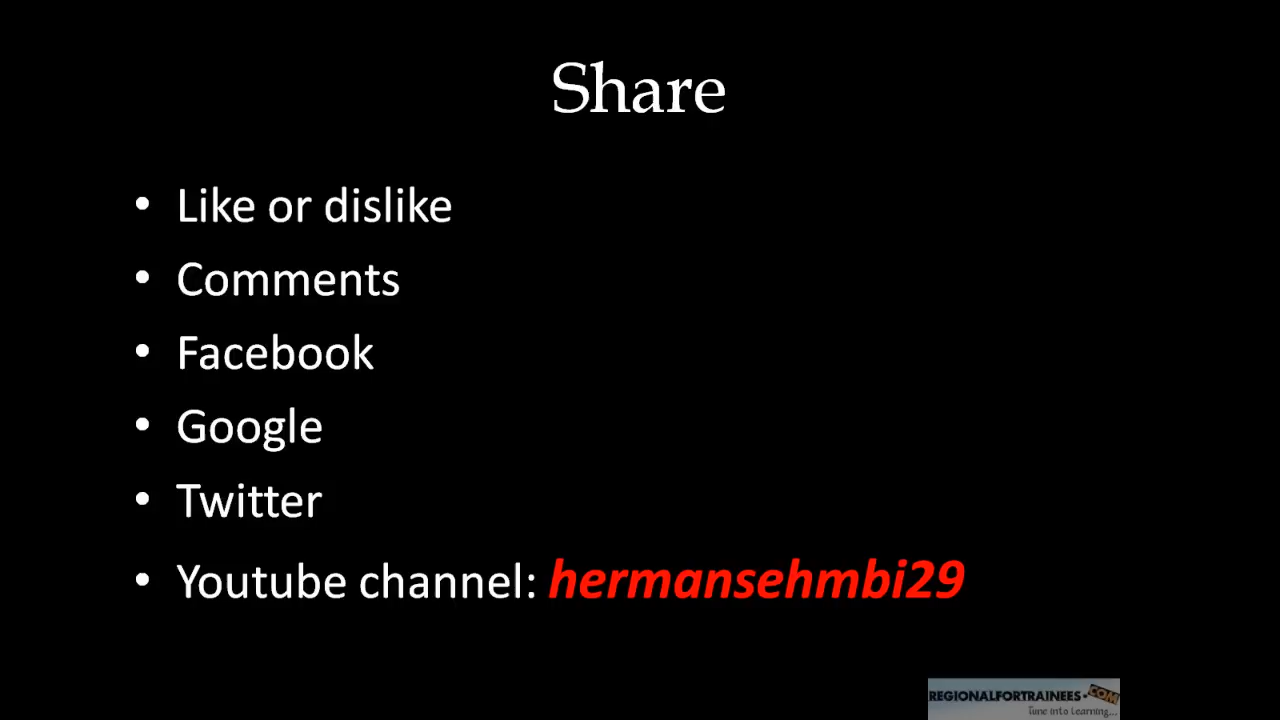 Share
• Like or dislike
• Comments
• Facebook
• Google
• Twitter
• Youtube channel: hermansehmbi29
REGIONALFORTRAINEES.COM
Tune into Learning...